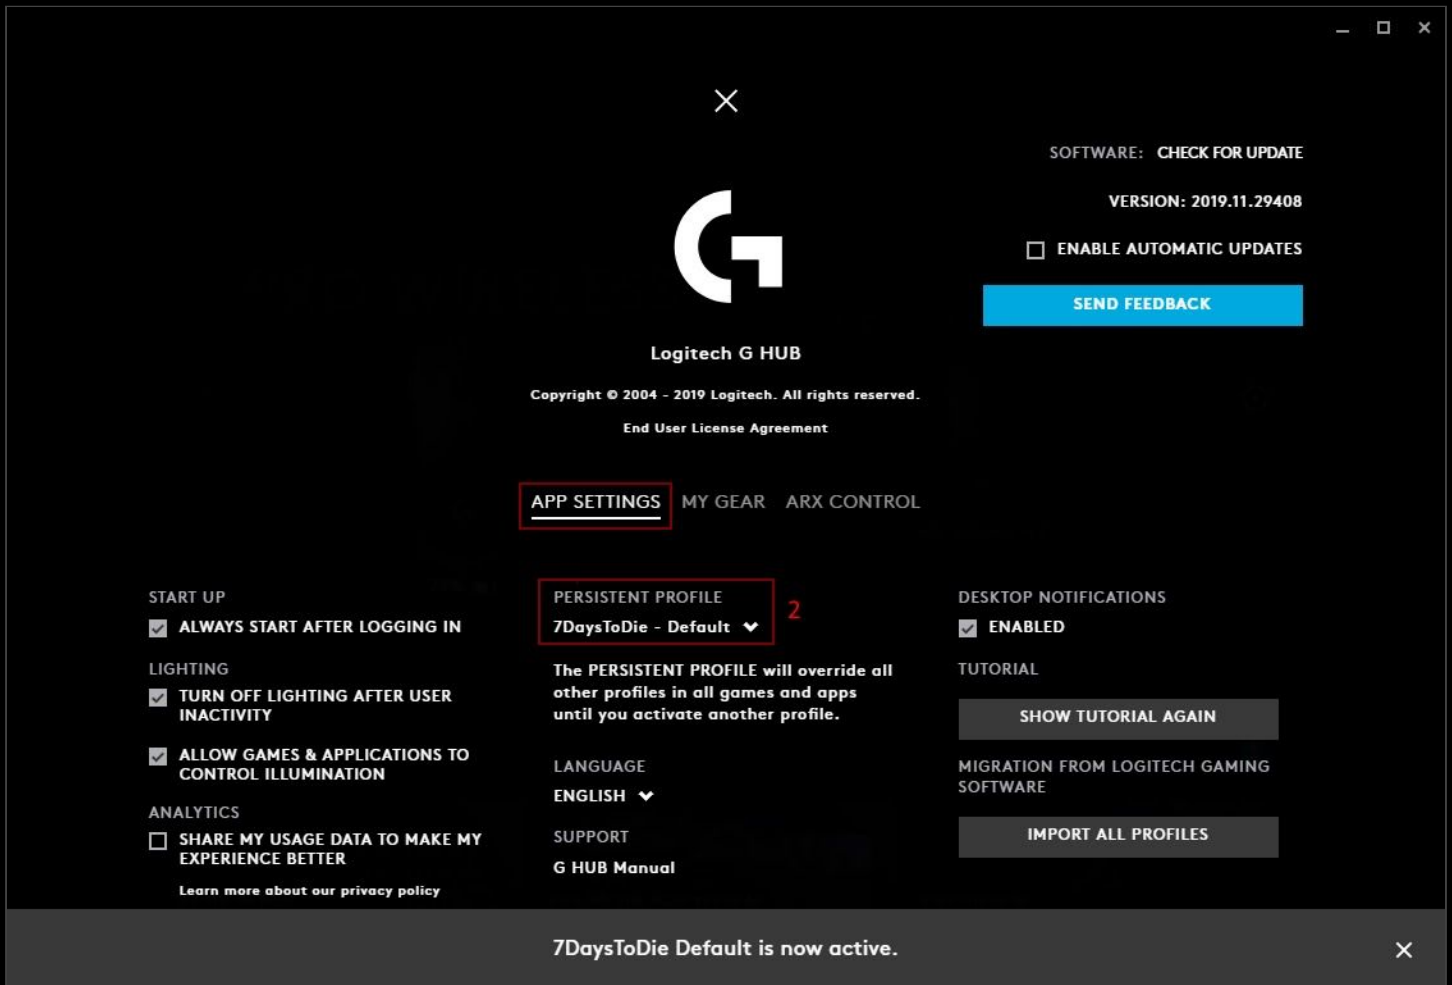 SOFTWARE: CHECK FOR UPDATE
VERSION: 2019.11.29408
ENABLE AUTOMATIC UPDATES
SEND FEEDBACK
Logitech G HUB
Copyright © 2004 - 2019 Logitech. All rights reserved.
End User License Agreement
APP SETTINGS MY GEAR ARX CONTROL
START UP
ALWAYS START AFTER LOGGING IN
LIGHTING
TURN OFF LIGHTING AFTER USER
INACTIVITY
ALLOW GAMES & APPLICATIONS TO
CONTROL ILLUMINATION
ANALYTICS
SHARE MY USAGE DATA TO MAKE MY
EXPERIENCE BETTER
Learn more about our privacy policy
PERSISTENT PROFILE
7DaysToDie - Default
2
The PERSISTENT PROFILE will override all
other profiles in all games and apps
until you activate another profile.
LANGUAGE
ENGLISH
SUPPORT
G HUB Manual
DESKTOP NOTIFICATIONS
ENABLED
TUTORIAL
SHOW TUTORIAL AGAIN
MIGRATION FROM LOGITECH GAMING
SOFTWARE
IMPORT ALL PROFILES
7DaysToDie Default is now active.